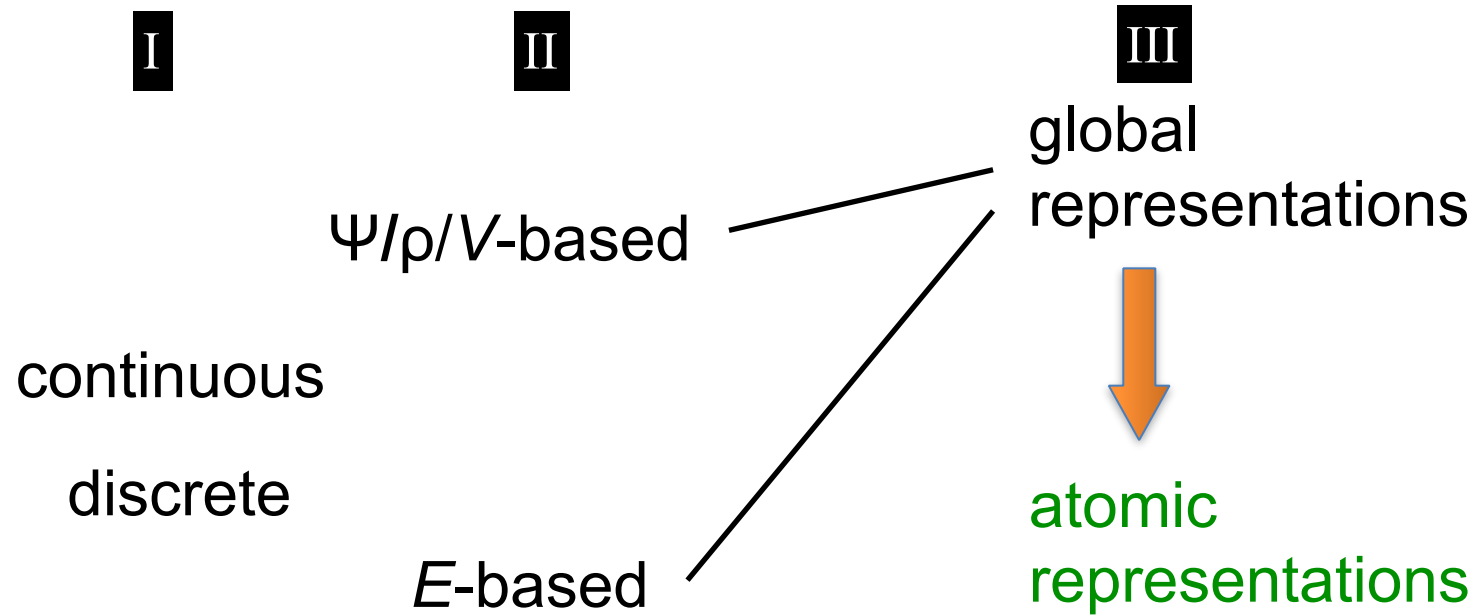 I
II
III
global
representations
Ψ/ρ/V-based
continuous
discrete
atomic
representations
E-based